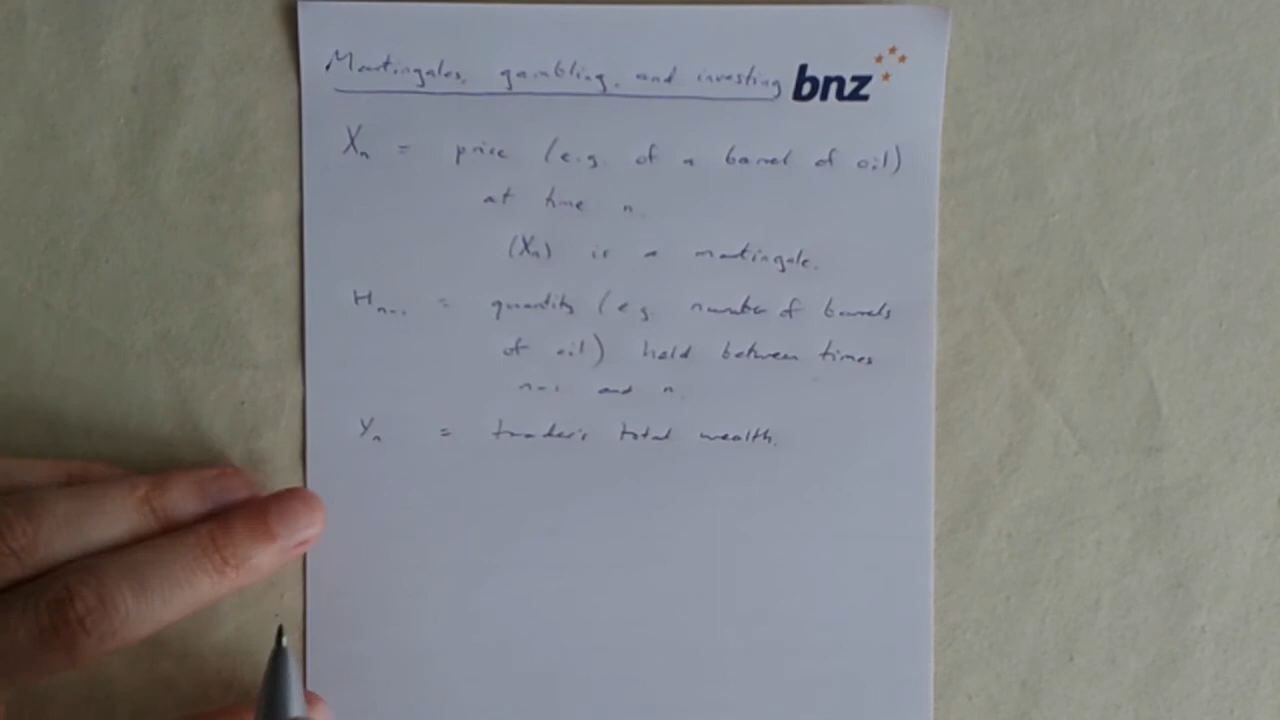 Martingales, gambling, and investing
bnz
Xₙ = price (e.g. of a barrel of oil)
at time n.
(Xₙ) is a martingale.
Hₙ₋₁ = quantity (e.g. number of barrels
of oil) held between times
n-1 and n.
Yₙ = trader's total wealth.